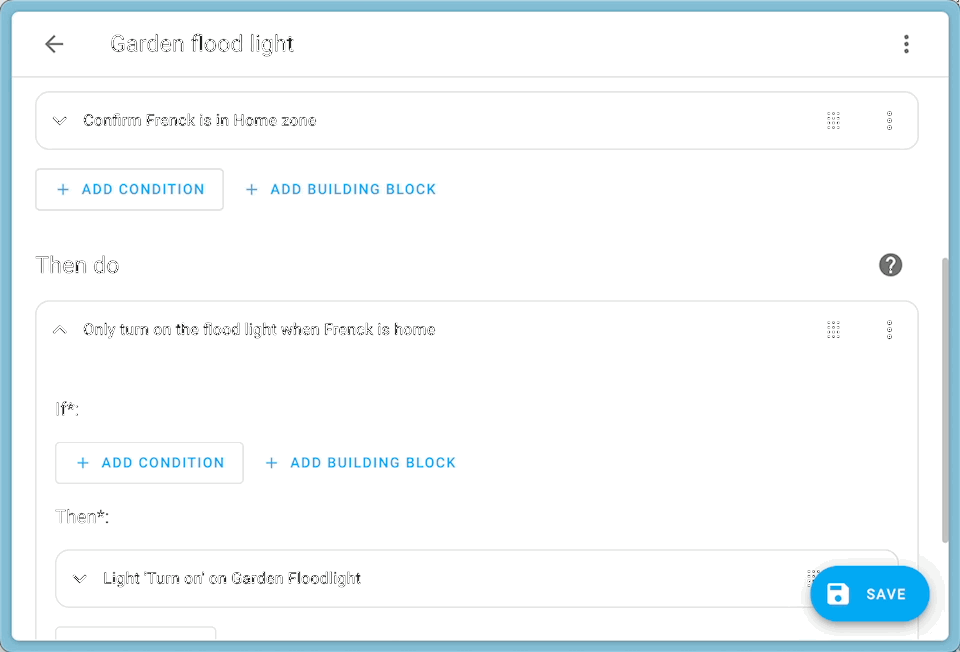 Garden flood light
Confirm Frenck is in Home zone
+ ADD CONDITION + ADD BUILDING BLOCK
Then do
Only turn on the flood light when Frenck is home
If*:
+ ADD CONDITION + ADD BUILDING BLOCK
Then*:
Light 'Turn on' on Garden Floodlight
SAVE